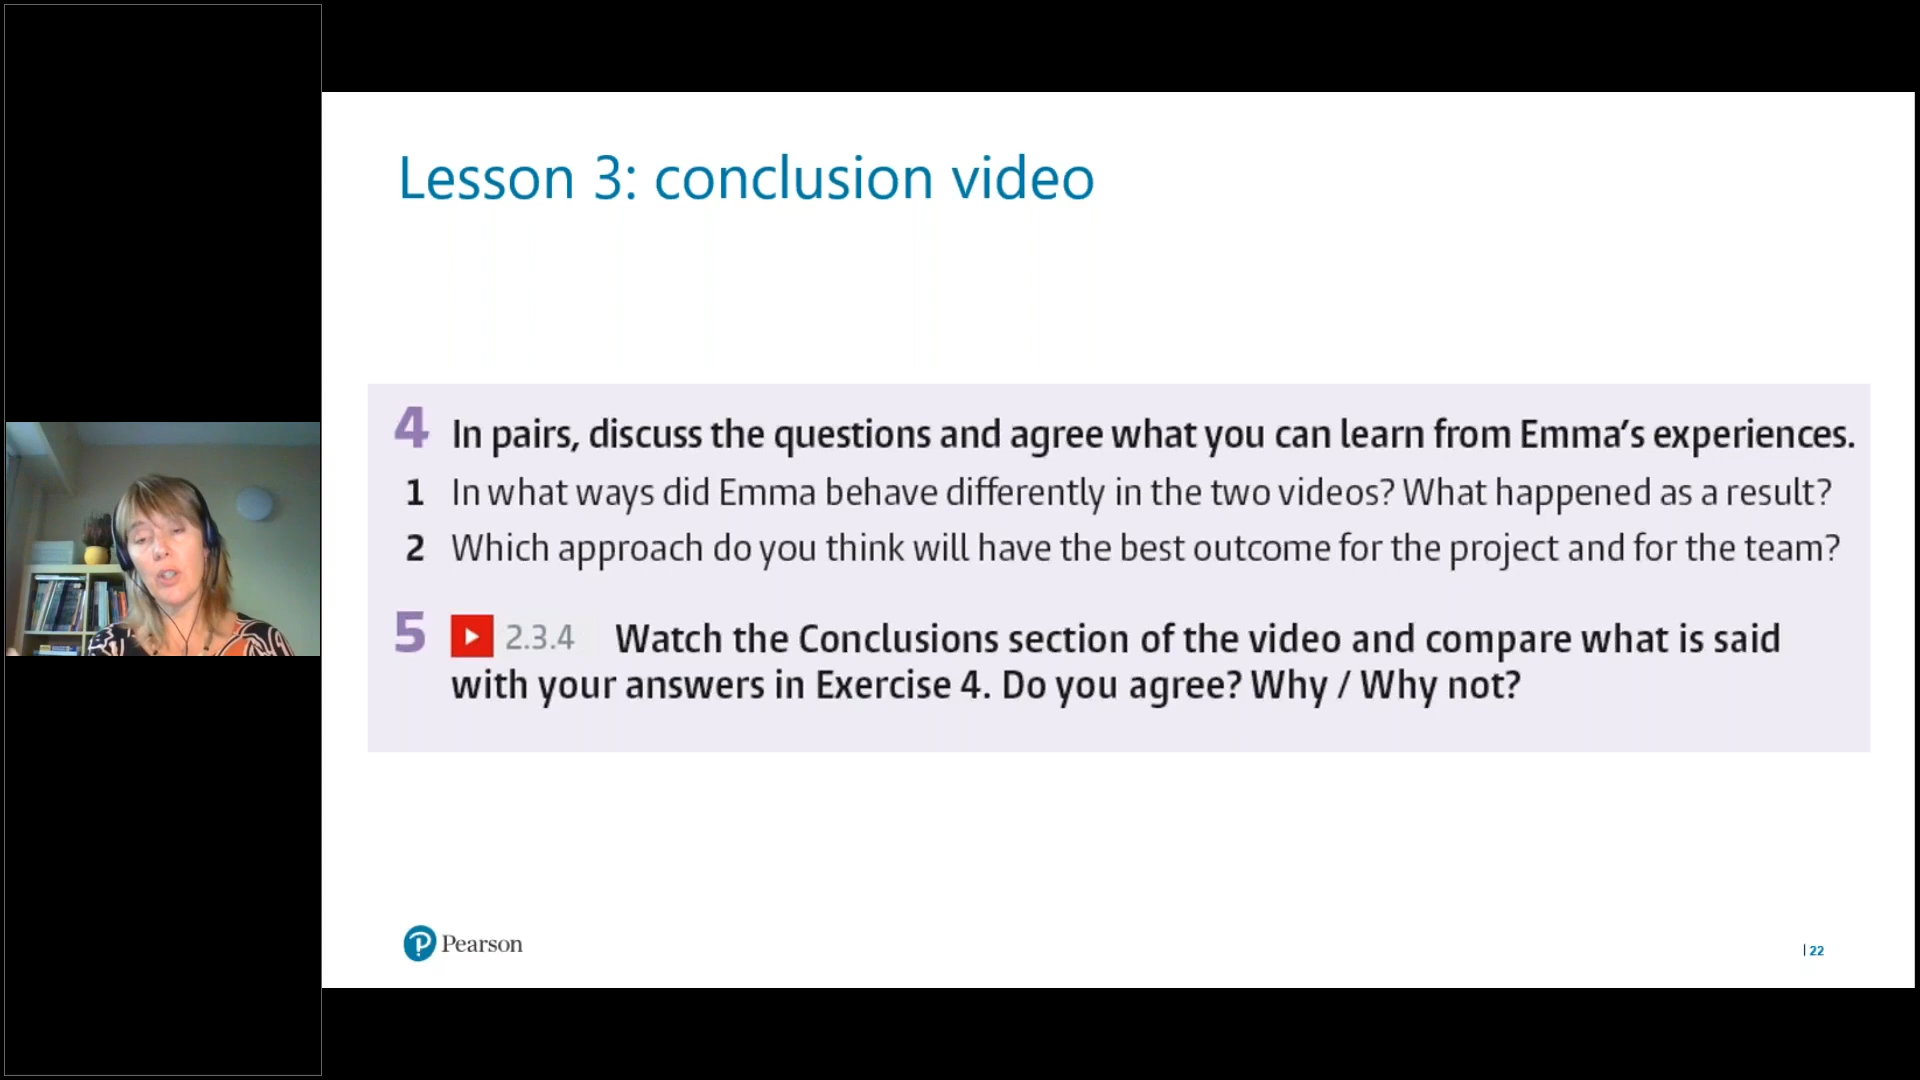 Lesson 3: conclusion video
4 In pairs, discuss the questions and agree what you can learn from Emma's experiences.
1 In what ways did Emma behave differently in the two videos? What happened as a result?
2 Which approach do you think will have the best outcome for the project and for the team?
5 2.3.4 Watch the Conclusions section of the video and compare what is said
with your answers in Exercise 4. Do you agree? Why / Why not?
Pearson
| 22